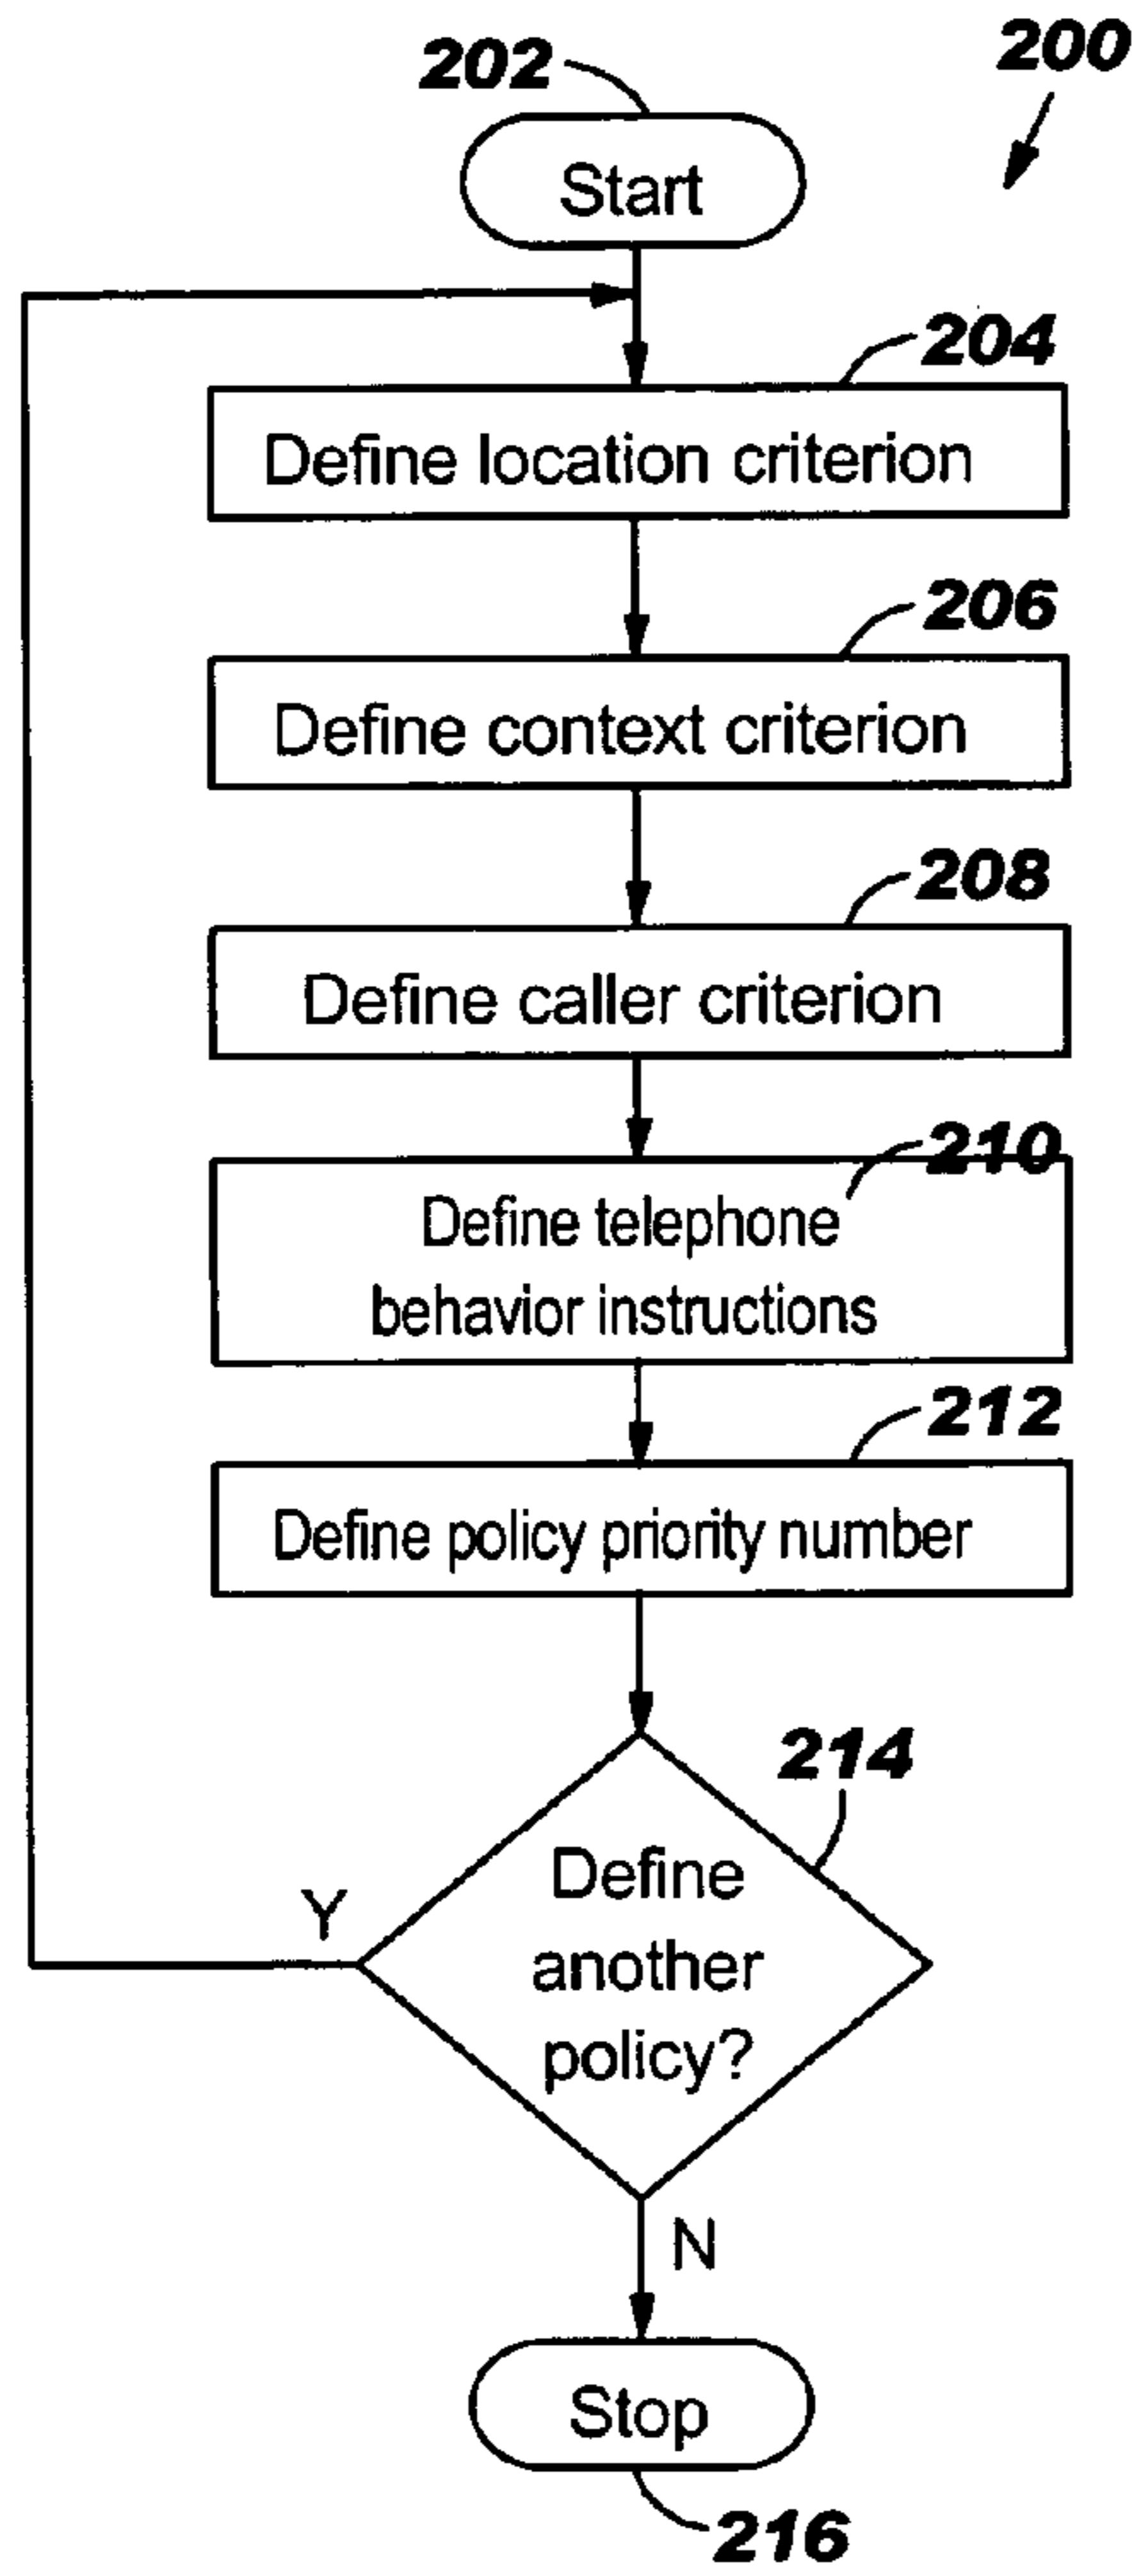 200
202
Start
204
Define location criterion
206
Define context criterion
208
Define caller criterion
210
Define telephone
behavior instructions
212
Define policy priority number
214
Define
another
policy?
Y
N
Stop
216